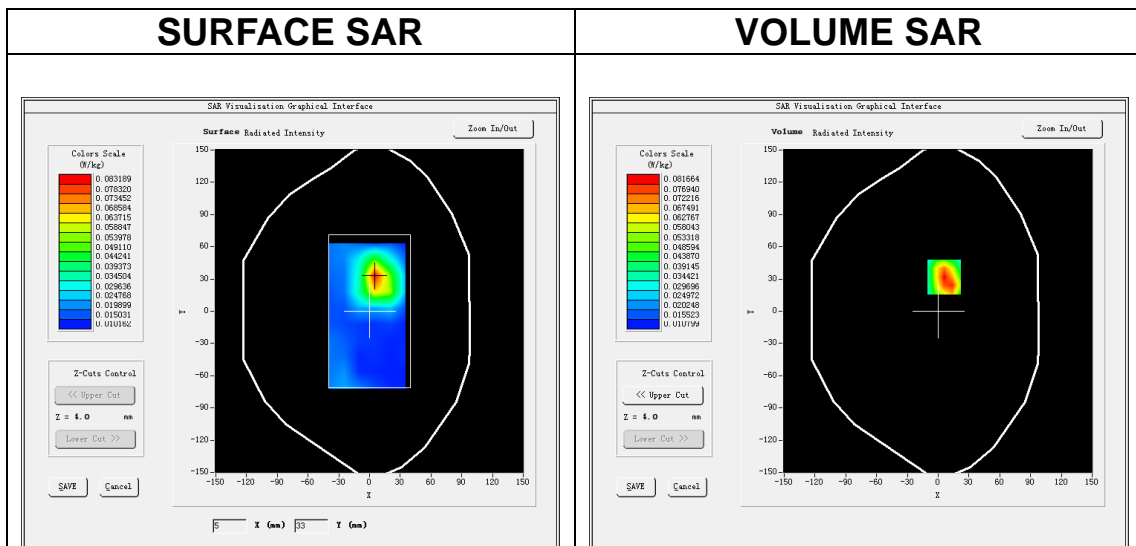 SURFACE SAR
VOLUME SAR
SAR Visualisation Graphical Interface
Surface Radiated Intensity
Zoom In/Out
Colors Scale
(W/kg)
0.083189
0.078320
0.073452
0.068584
0.063715
0.058847
0.053978
0.049110
0.044241
0.039373
0.034504
0.029636
0.024768
0.019899
0.015031
0.010162
150
120
90
60
30
0
-30
-60
-90
-120
-150
Y
-150 -120 -90 -60 -30 0 30 60 90 120 150
X
Z-Cuts Control
<< Upper Cut
Z = 4.0 mm
Lower Cut >>
SAVE
Cancel
5 X (mm) 33 Y (mm)
SAR Visualisation Graphical Interface
Volume Radiated Intensity
Zoom In/Out
Colors Scale
(W/kg)
0.081664
0.076940
0.072216
0.067491
0.062767
0.058043
0.053318
0.048594
0.043870
0.039145
0.034421
0.029696
0.024972
0.020248
0.015523
0.010799
150
120
90
60
30
0
-30
-60
-90
-120
-150
Y
-150 -120 -90 -60 -30 0 30 60 90 120 150
X
Z-Cuts Control
<< Upper Cut
Z = 4.0 mm
Lower Cut >>
SAVE
Cancel